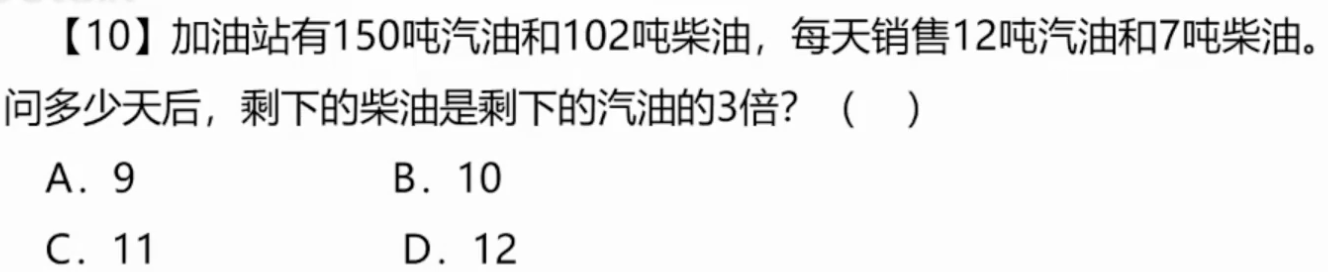 【10】加油站有150吨汽油和102吨柴油，每天销售12吨汽油和7吨柴油。
问多少天后，剩下的柴油是剩下的汽油的3倍？（　）
A．9　　　　B．10
C．11　　　　D．12